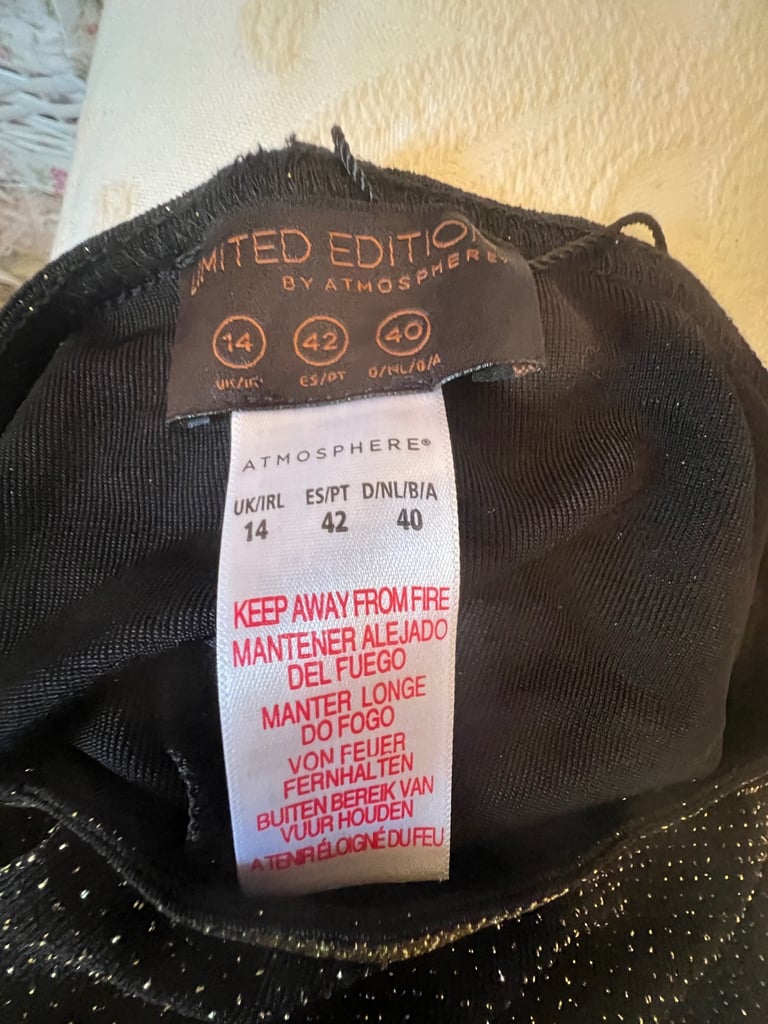 LIMITED EDITION
BY ATMOSPHERE
14 42 40
UK/IR ES/PT D/NL/B/A
ATMOSPHERE®
UK/IRL ES/PT D/NL/B/A
14 42 40
KEEP AWAY FROM FIRE
MANTENER ALEJADO
DEL FUEGO
MANTER LONGE
DO FOGO
VON FEUER
FERNHALTEN
BUITEN BEREIK VAN
VUUR HOUDEN
A TENIR ÉLOIGNÉ DU FEU